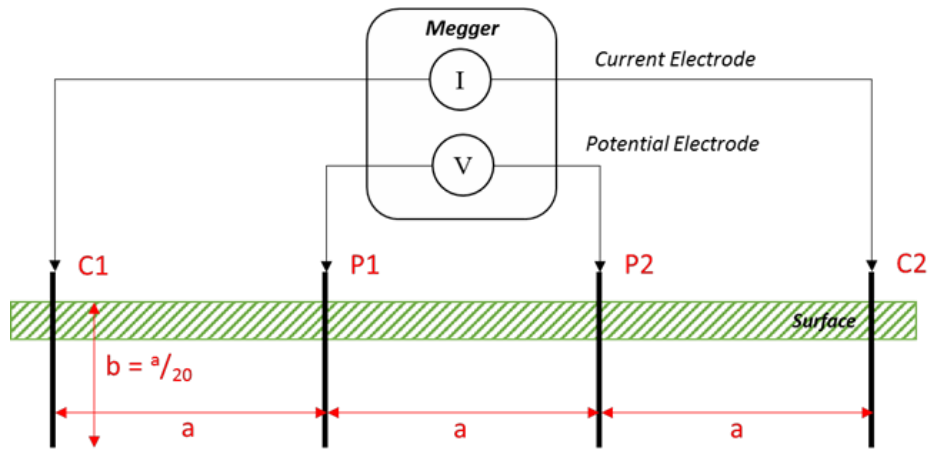 Megger
I
Current Electrode
V
Potential Electrode
C1
P1
P2
C2
Surface
b = a/20
a
a
a